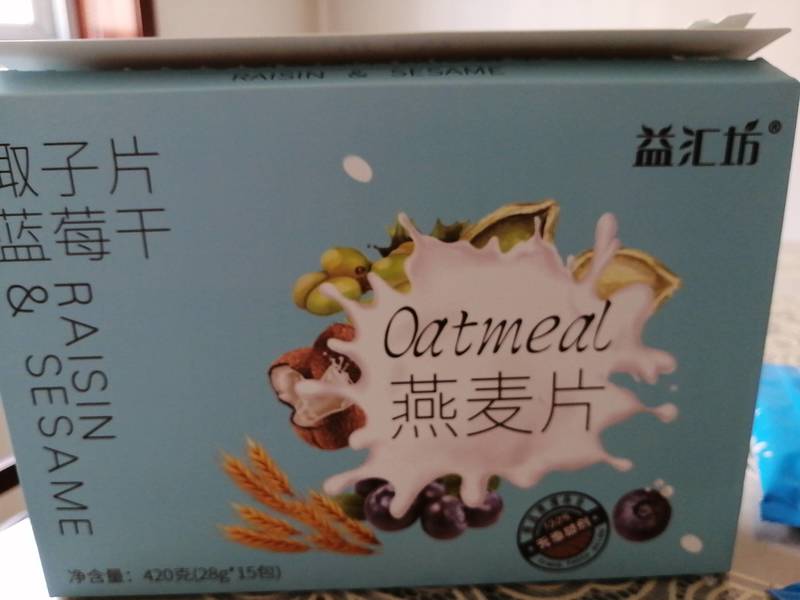 RAISIN & SESAME
益汇坊®
椰子片
蓝莓干
RAISIN
& SESAME
Oatmeal
燕麦片
净含量：420克(28g*15包)